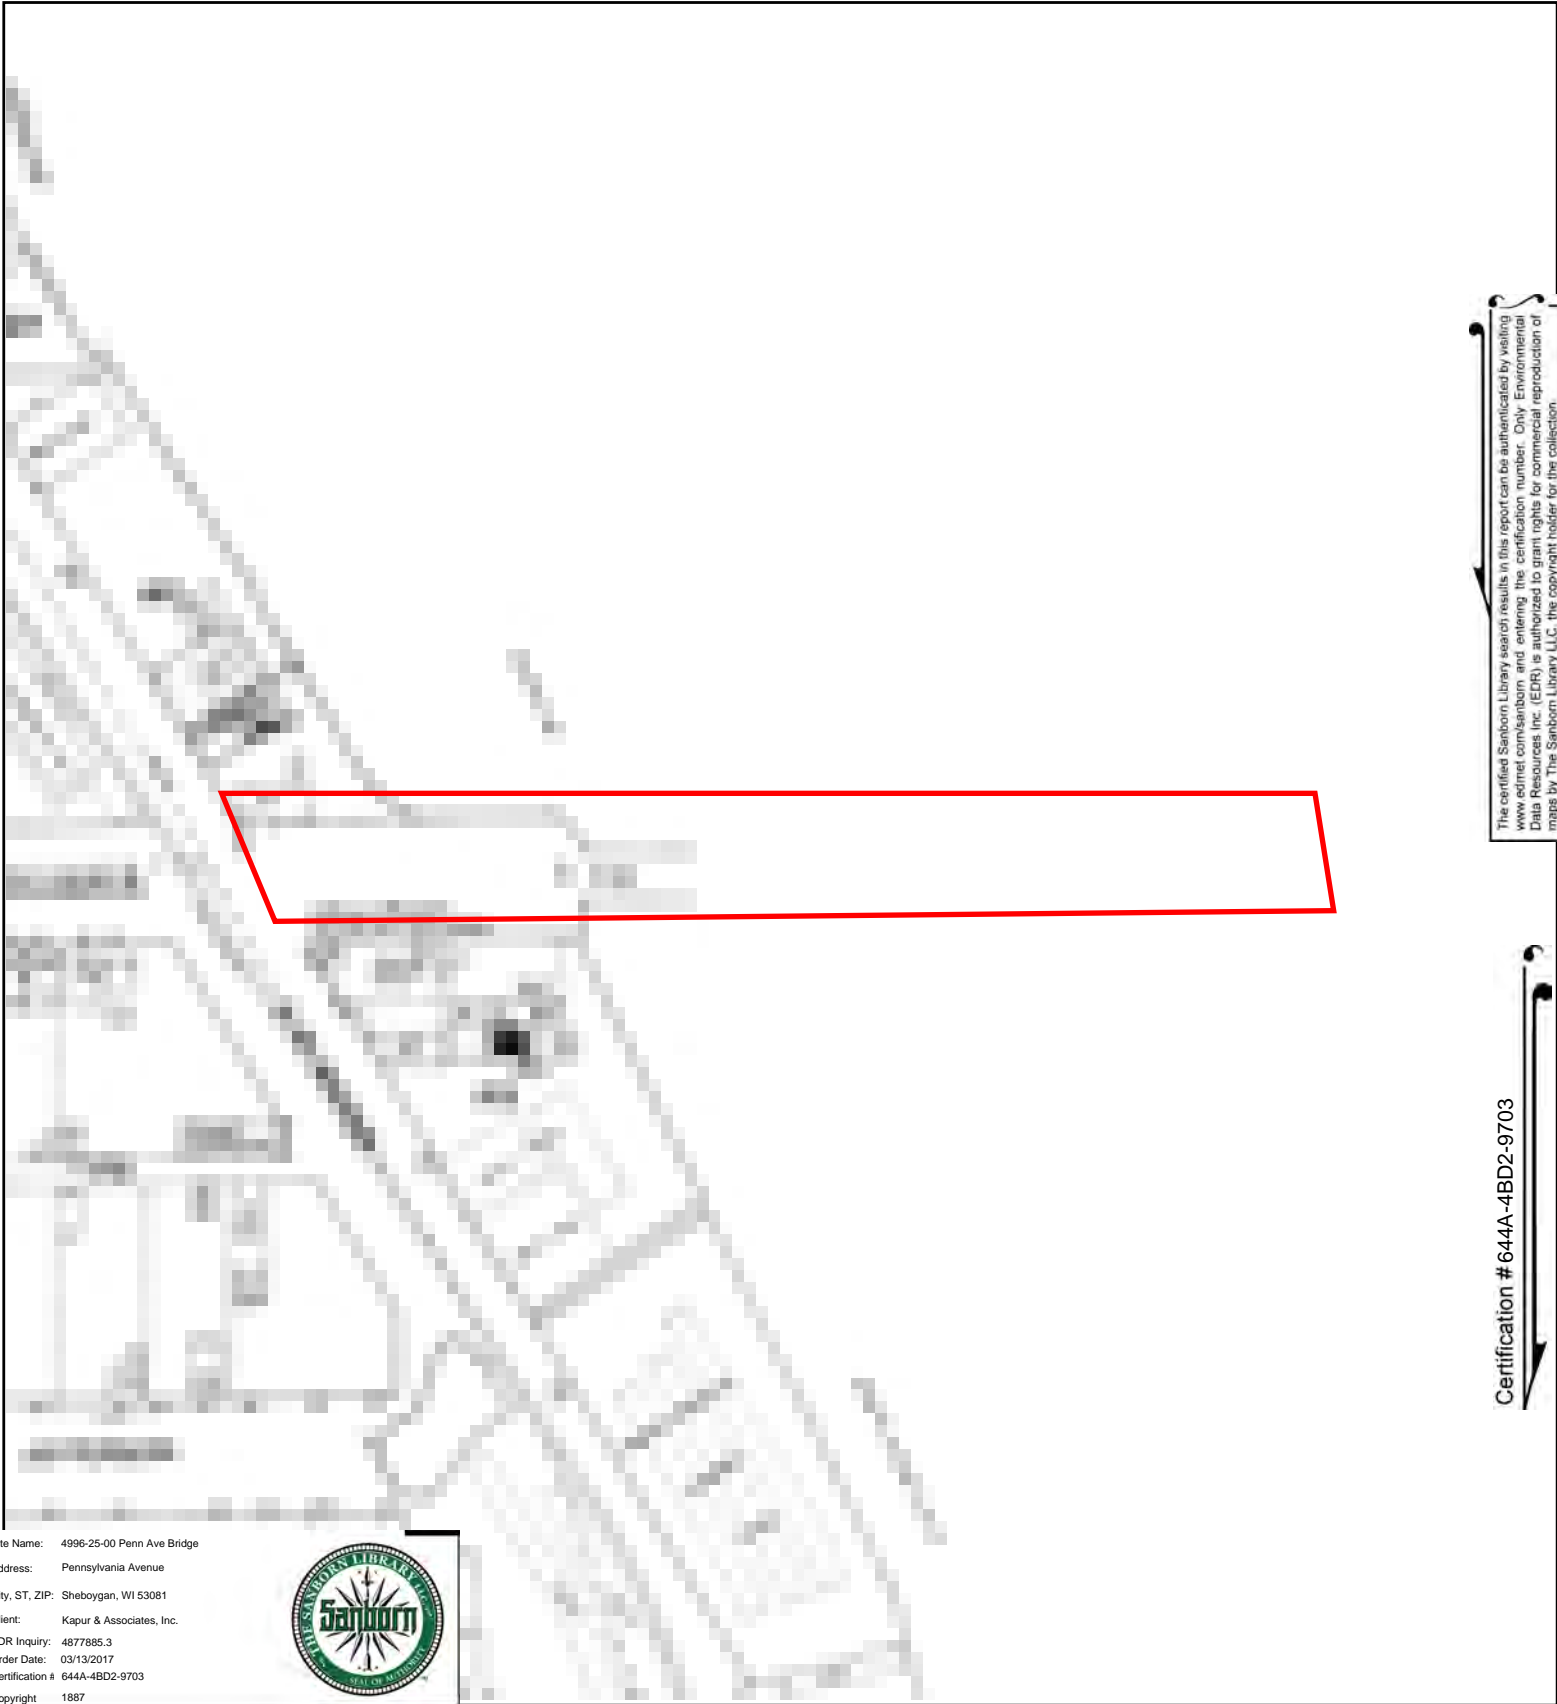 The certified Sanborn Library search results in this report can be authenticated by visiting
www.edrnet.com/sanborn and entering the certification number. Only Environmental
Data Resources Inc. (EDR) is authorized to grant rights for commercial reproduction of
maps by The Sanborn Library LLC, the copyright holder for the collection.
Certification # 644A-4BD2-9703
te Name: 4996-25-00 Penn Ave Bridge
ddress: Pennsylvania Avenue
ity, ST, ZIP: Sheboygan, WI 53081
lient: Kapur & Associates, Inc.
DR Inquiry: 4877885.3
rder Date: 03/13/2017
ertification # 644A-4BD2-9703
opyright 1887
THE SANBORN LIBRARY LLC
Sanborn
SEAL OF AUTHORITY